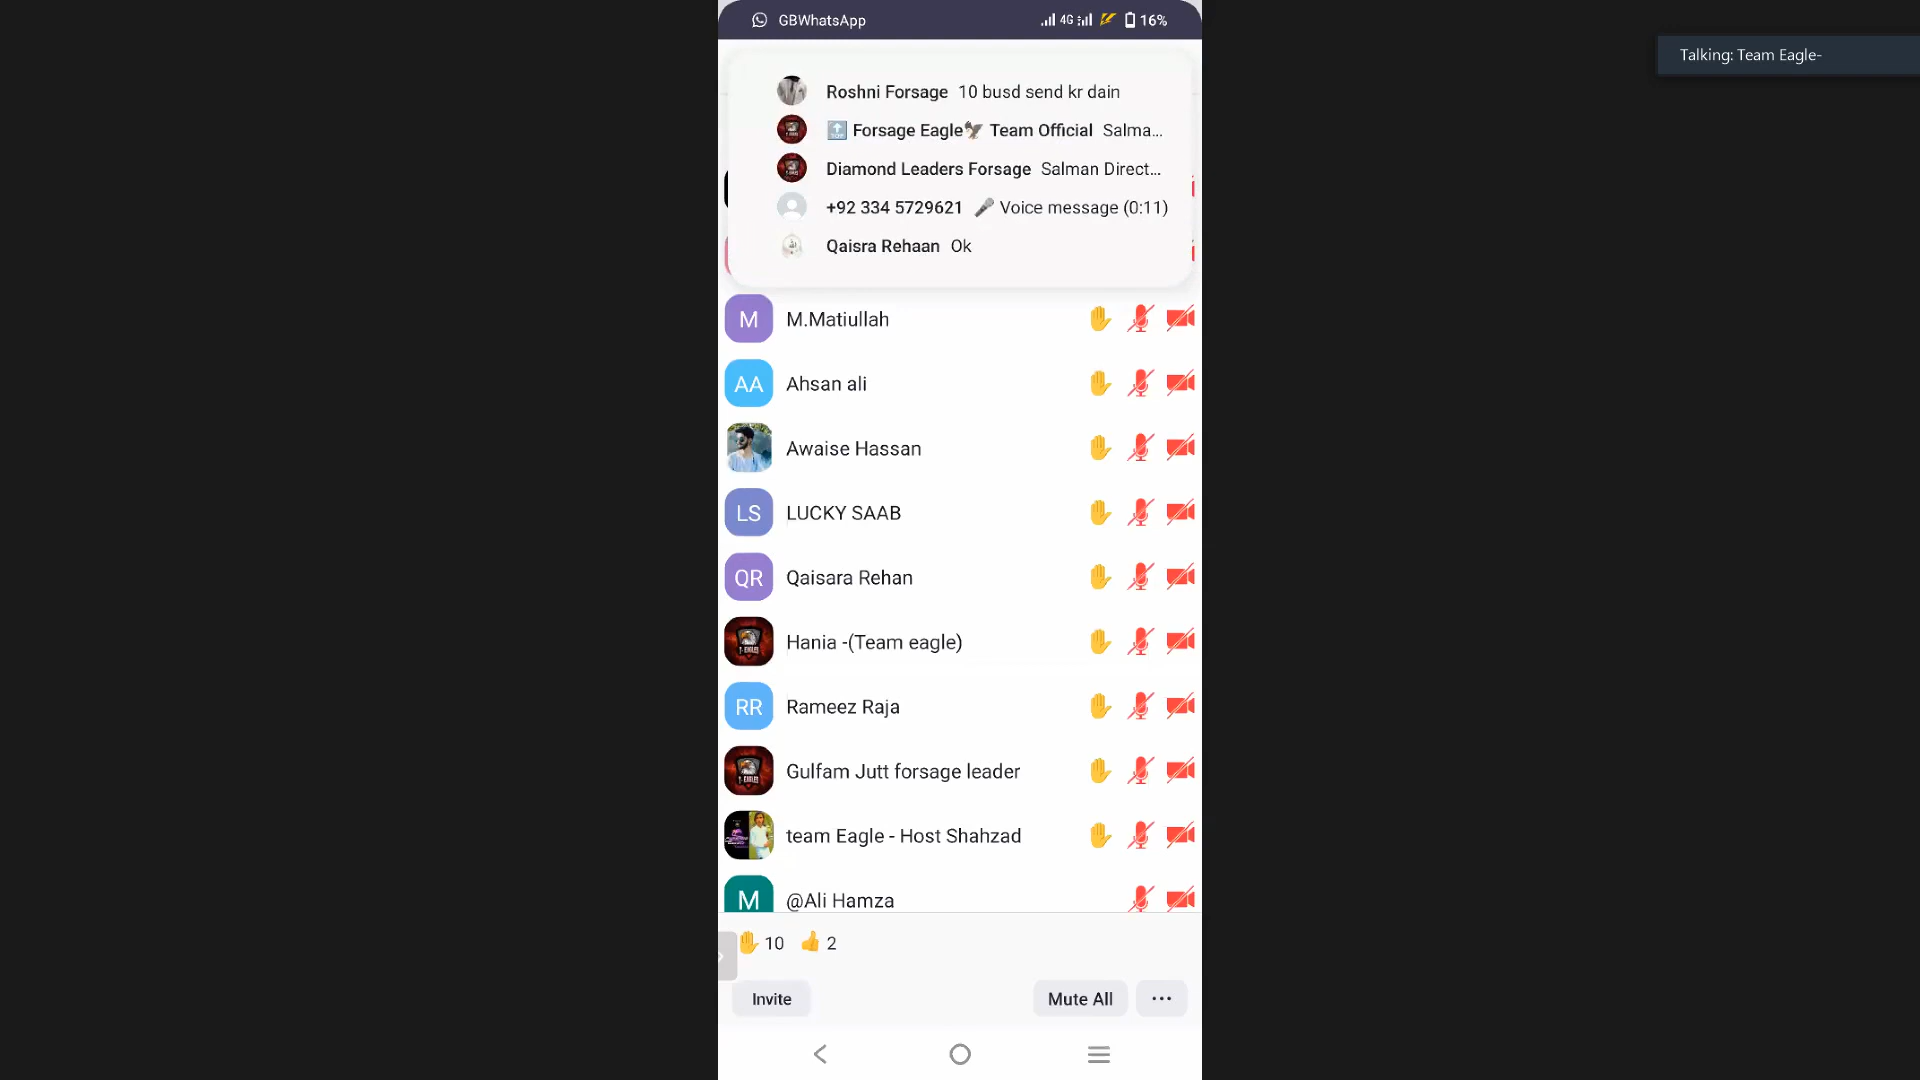 GBWhatsApp
4G
16%
Talking: Team Eagle-
Roshni Forsage 10 busd send kr dain
Forsage Eagle🦅 Team Official Salma...
Diamond Leaders Forsage Salman Direct...
+92 334 5729621 🎤 Voice message (0:11)
Qaisra Rehaan Ok
M M.Matiullah
AA Ahsan ali
Awaise Hassan
LS LUCKY SAAB
QR Qaisara Rehan
Hania -(Team eagle)
RR Rameez Raja
Gulfam Jutt forsage leader
team Eagle - Host Shahzad
M @Ali Hamza
✋ 10 👍 2
Invite
Mute All
...